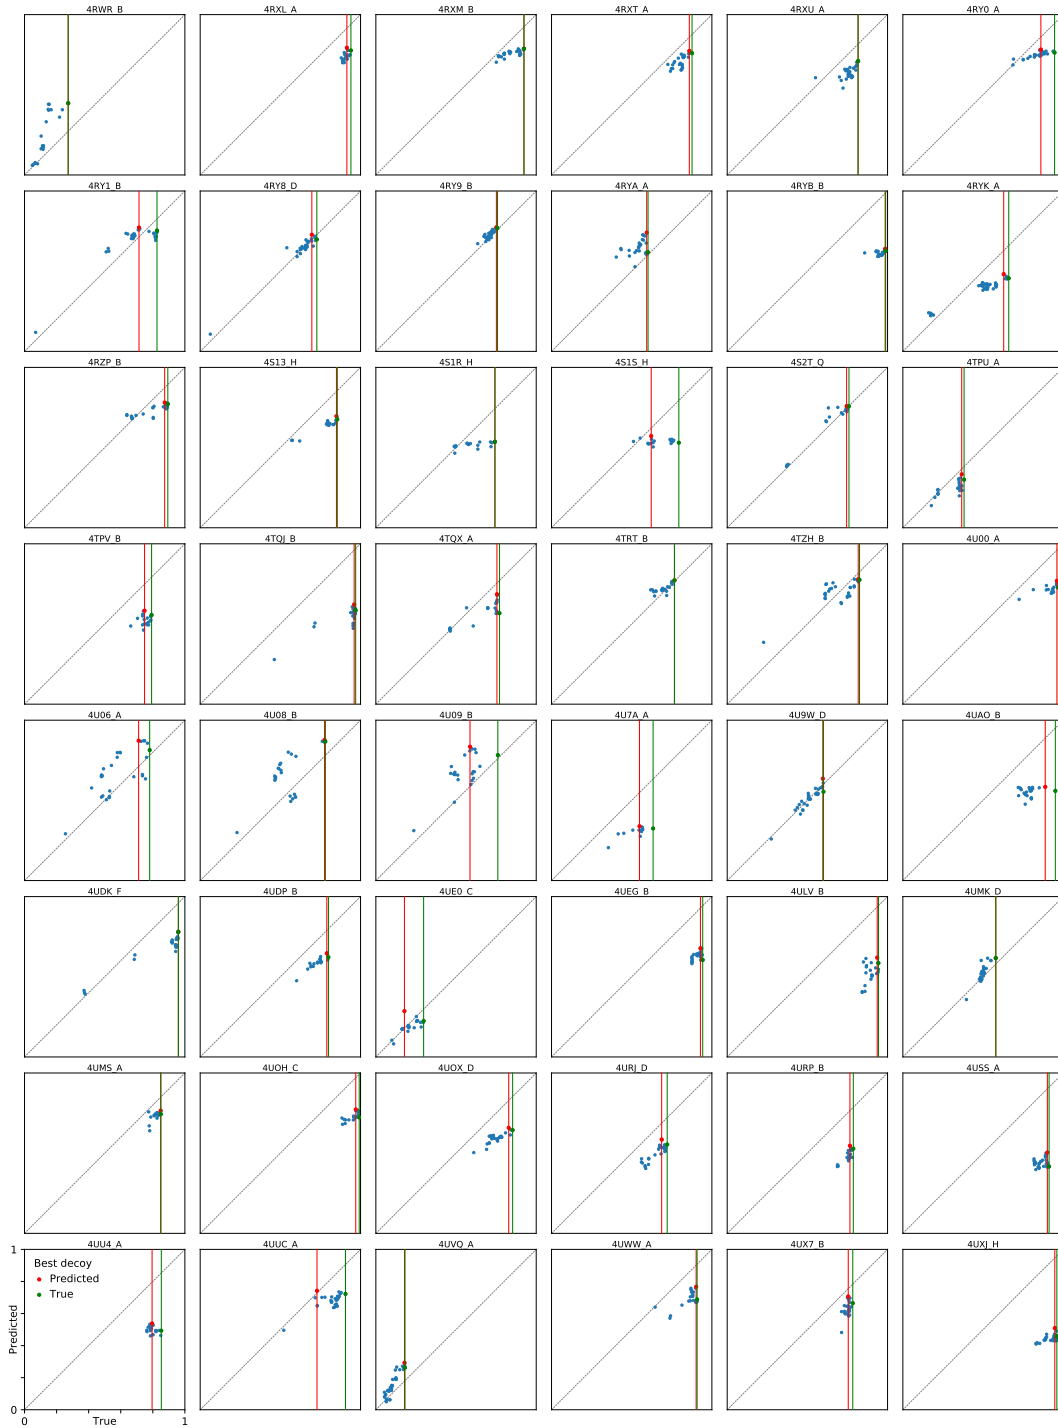 4RWR_B 4RXL_A 4RXM_B 4RXT_A 4RXU_A 4RY0_A
4RY1_B 4RY8_D 4RY9_B 4RYA_A 4RYB_B 4RYK_A
4RZP_B 4S13_H 4S1R_H 4S1S_H 4S2T_Q 4TPU_A
4TPV_B 4TQJ_B 4TQX_A 4TRT_B 4TZH_B 4U00_A
4U06_A 4U08_B 4U09_B 4U7A_A 4U9W_D 4UAO_B
4UDK_F 4UDP_B 4UE0_C 4UEG_B 4ULV_B 4UMK_D
4UMS_A 4UOH_C 4UOX_D 4URJ_D 4URP_B 4USS_A
4UU4_A 4UUC_A 4UVQ_A 4UWW_A 4UX7_B 4UXJ_H
1
Best decoy
Predicted
True
Predicted
0
0 1
True